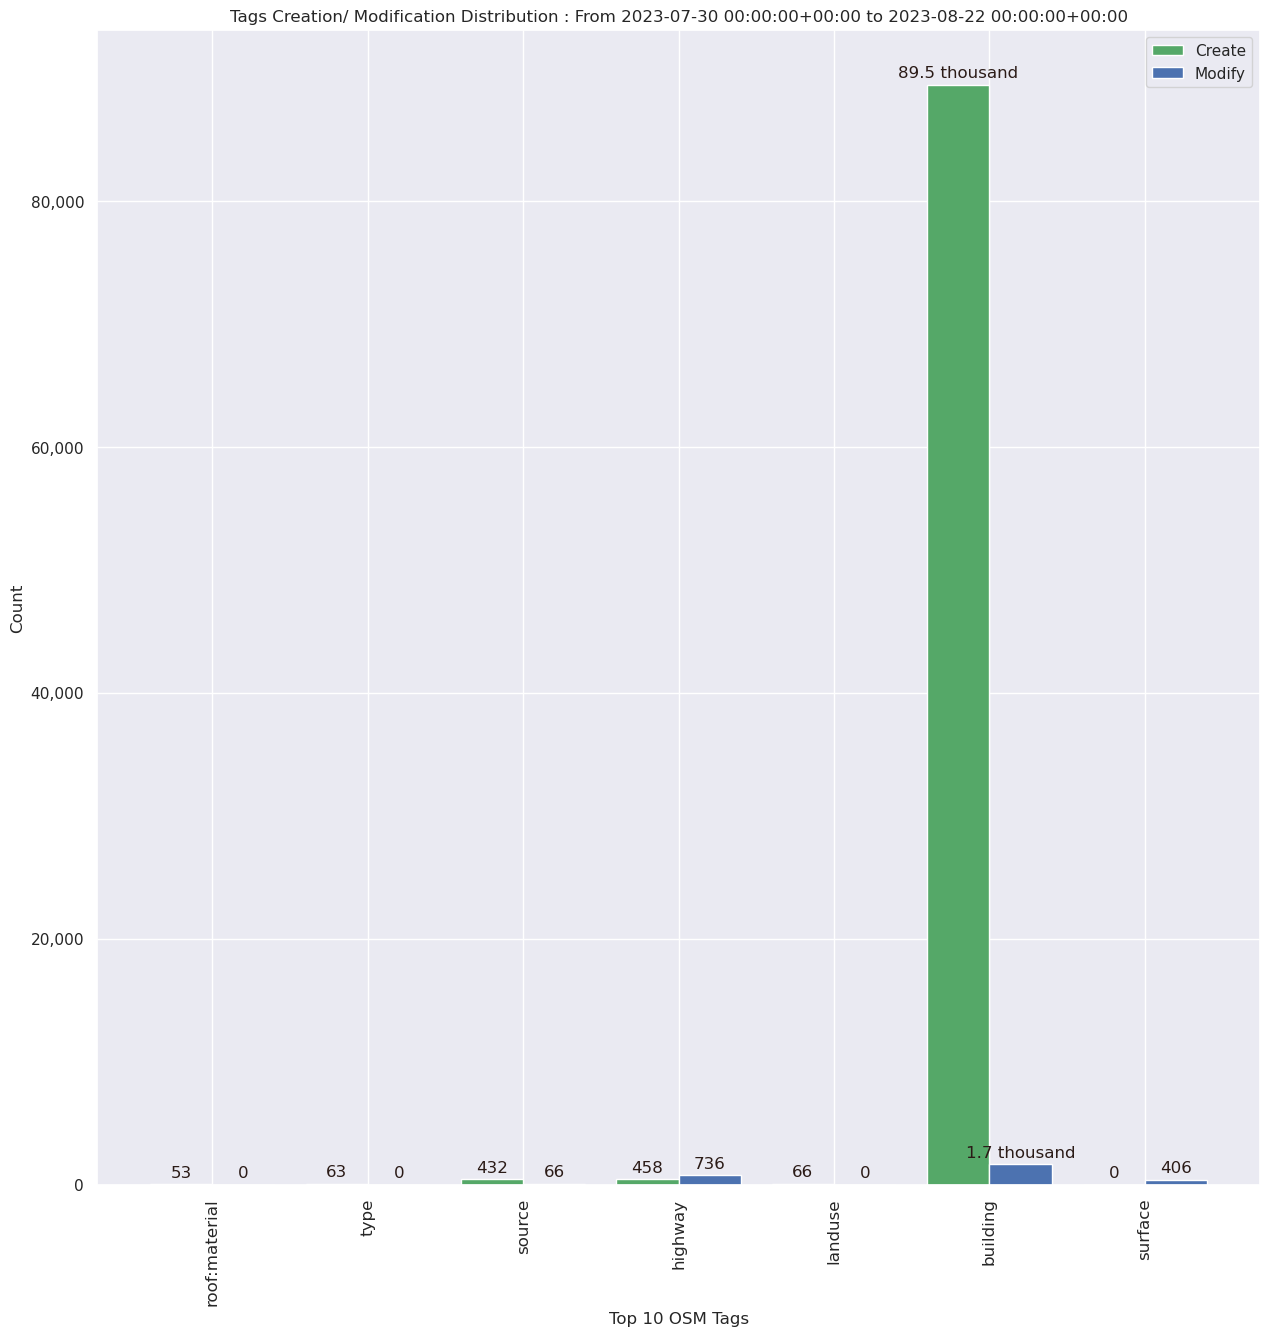 Tags Creation/ Modification Distribution : From 2023-07-30 00:00:00+00:00 to 2023-08-22 00:00:00+00:00
Create
Modify
89.5 thousand
80,000
60,000
Count
40,000
20,000
1.7 thousand
53 0 63 0 432 66 458 736 66 0 0 406
0
roof:material
type
source
highway
landuse
building
surface
Top 10 OSM Tags